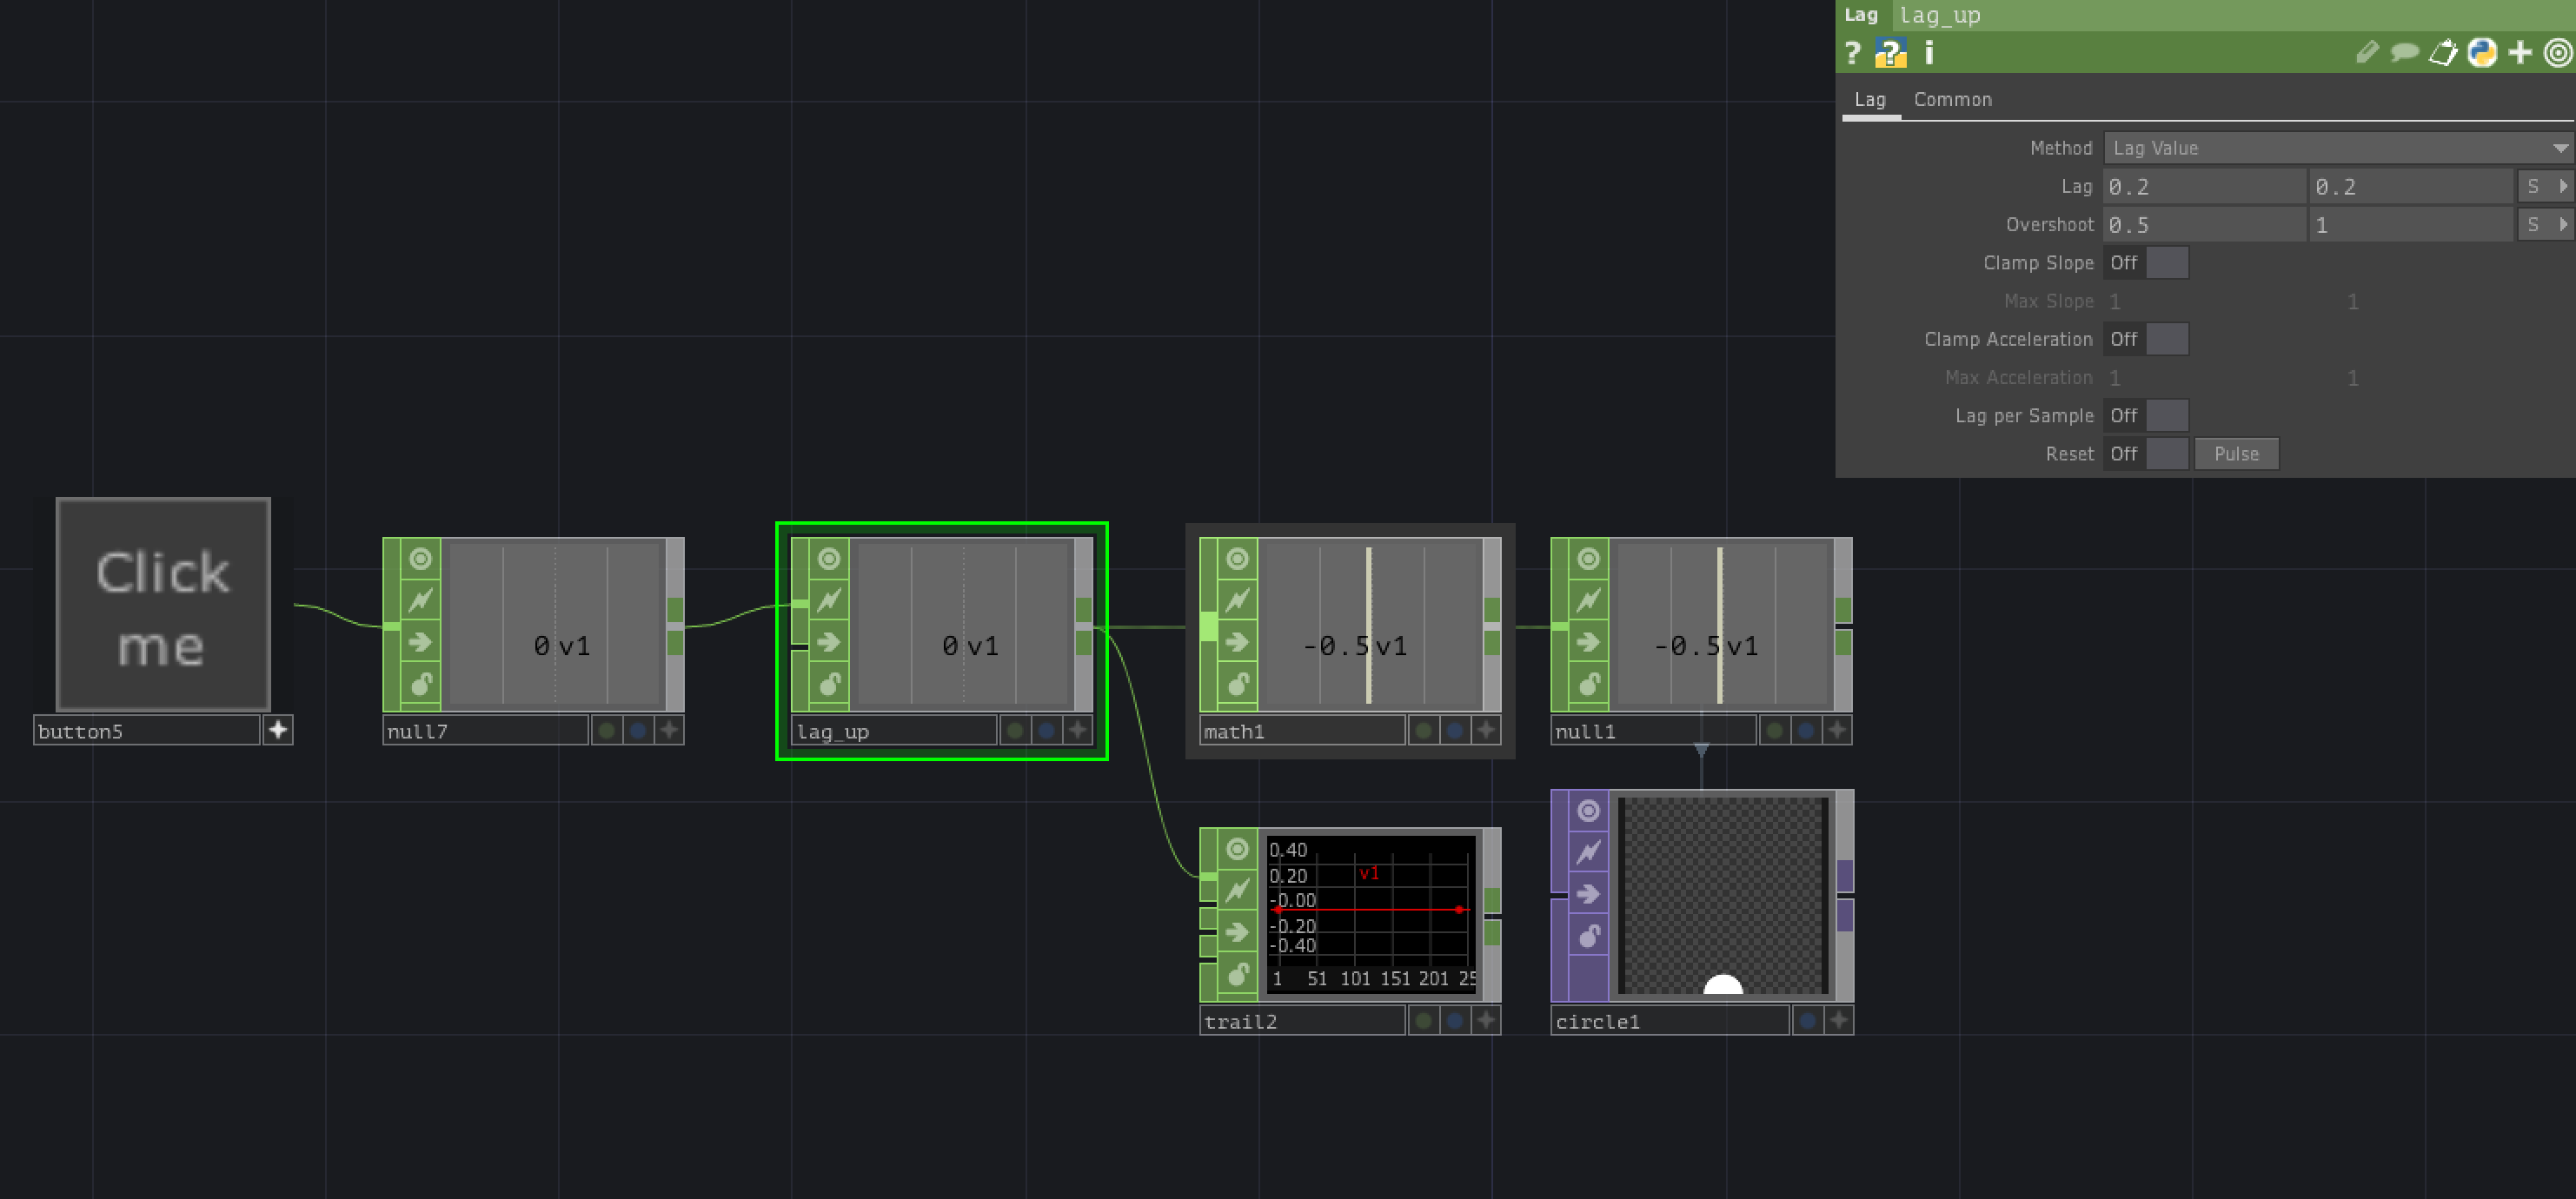 Lag lag_up
? ? i
Lag Common
Method Lag Value
Lag 0.2 0.2 S
Overshoot 0.5 1 S
Clamp Slope Off
Max Slope 1 1
Clamp Acceleration Off
Max Acceleration 1 1
Lag per Sample Off
Reset Off Pulse
Click
me
button5
0 v1
null7
0 v1
lag_up
-0.5 v1
math1
-0.5 v1
null1
0.40
0.20
-0.00
-0.20
-0.40
v1
1 51 101 151 201 25
trail2
circle1